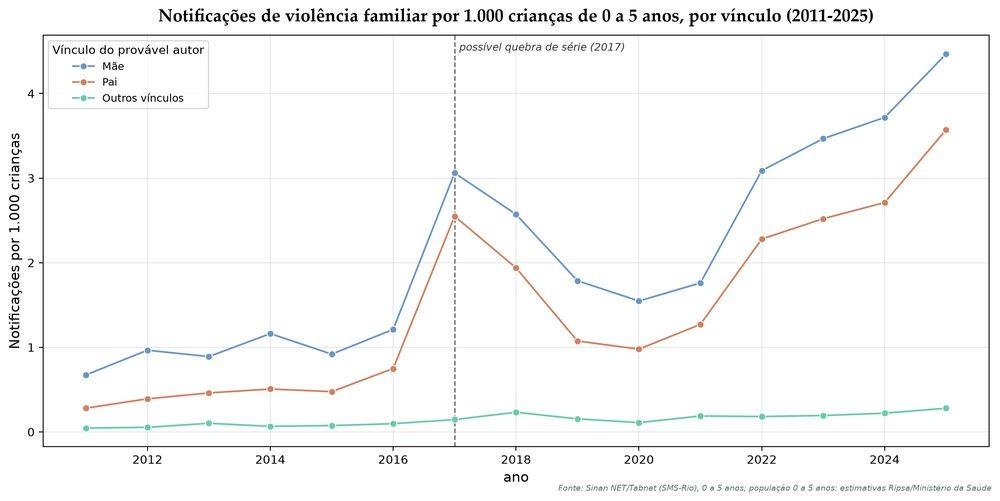 Notificações de violência familiar por 1.000 crianças de 0 a 5 anos, por vínculo (2011-2025)
Vínculo do provável autor
Mãe
Pai
Outros vínculos
possível quebra de série (2017)
Notificações por 1.000 crianças
4
3
2
1
0
2012
2014
2016
2018
2020
2022
2024
ano
Fonte: Sinan NET/Tabnet (SMS-Rio), 0 a 5 anos; população 0 a 5 anos: estimativas Ripsa/Ministério da Saúde